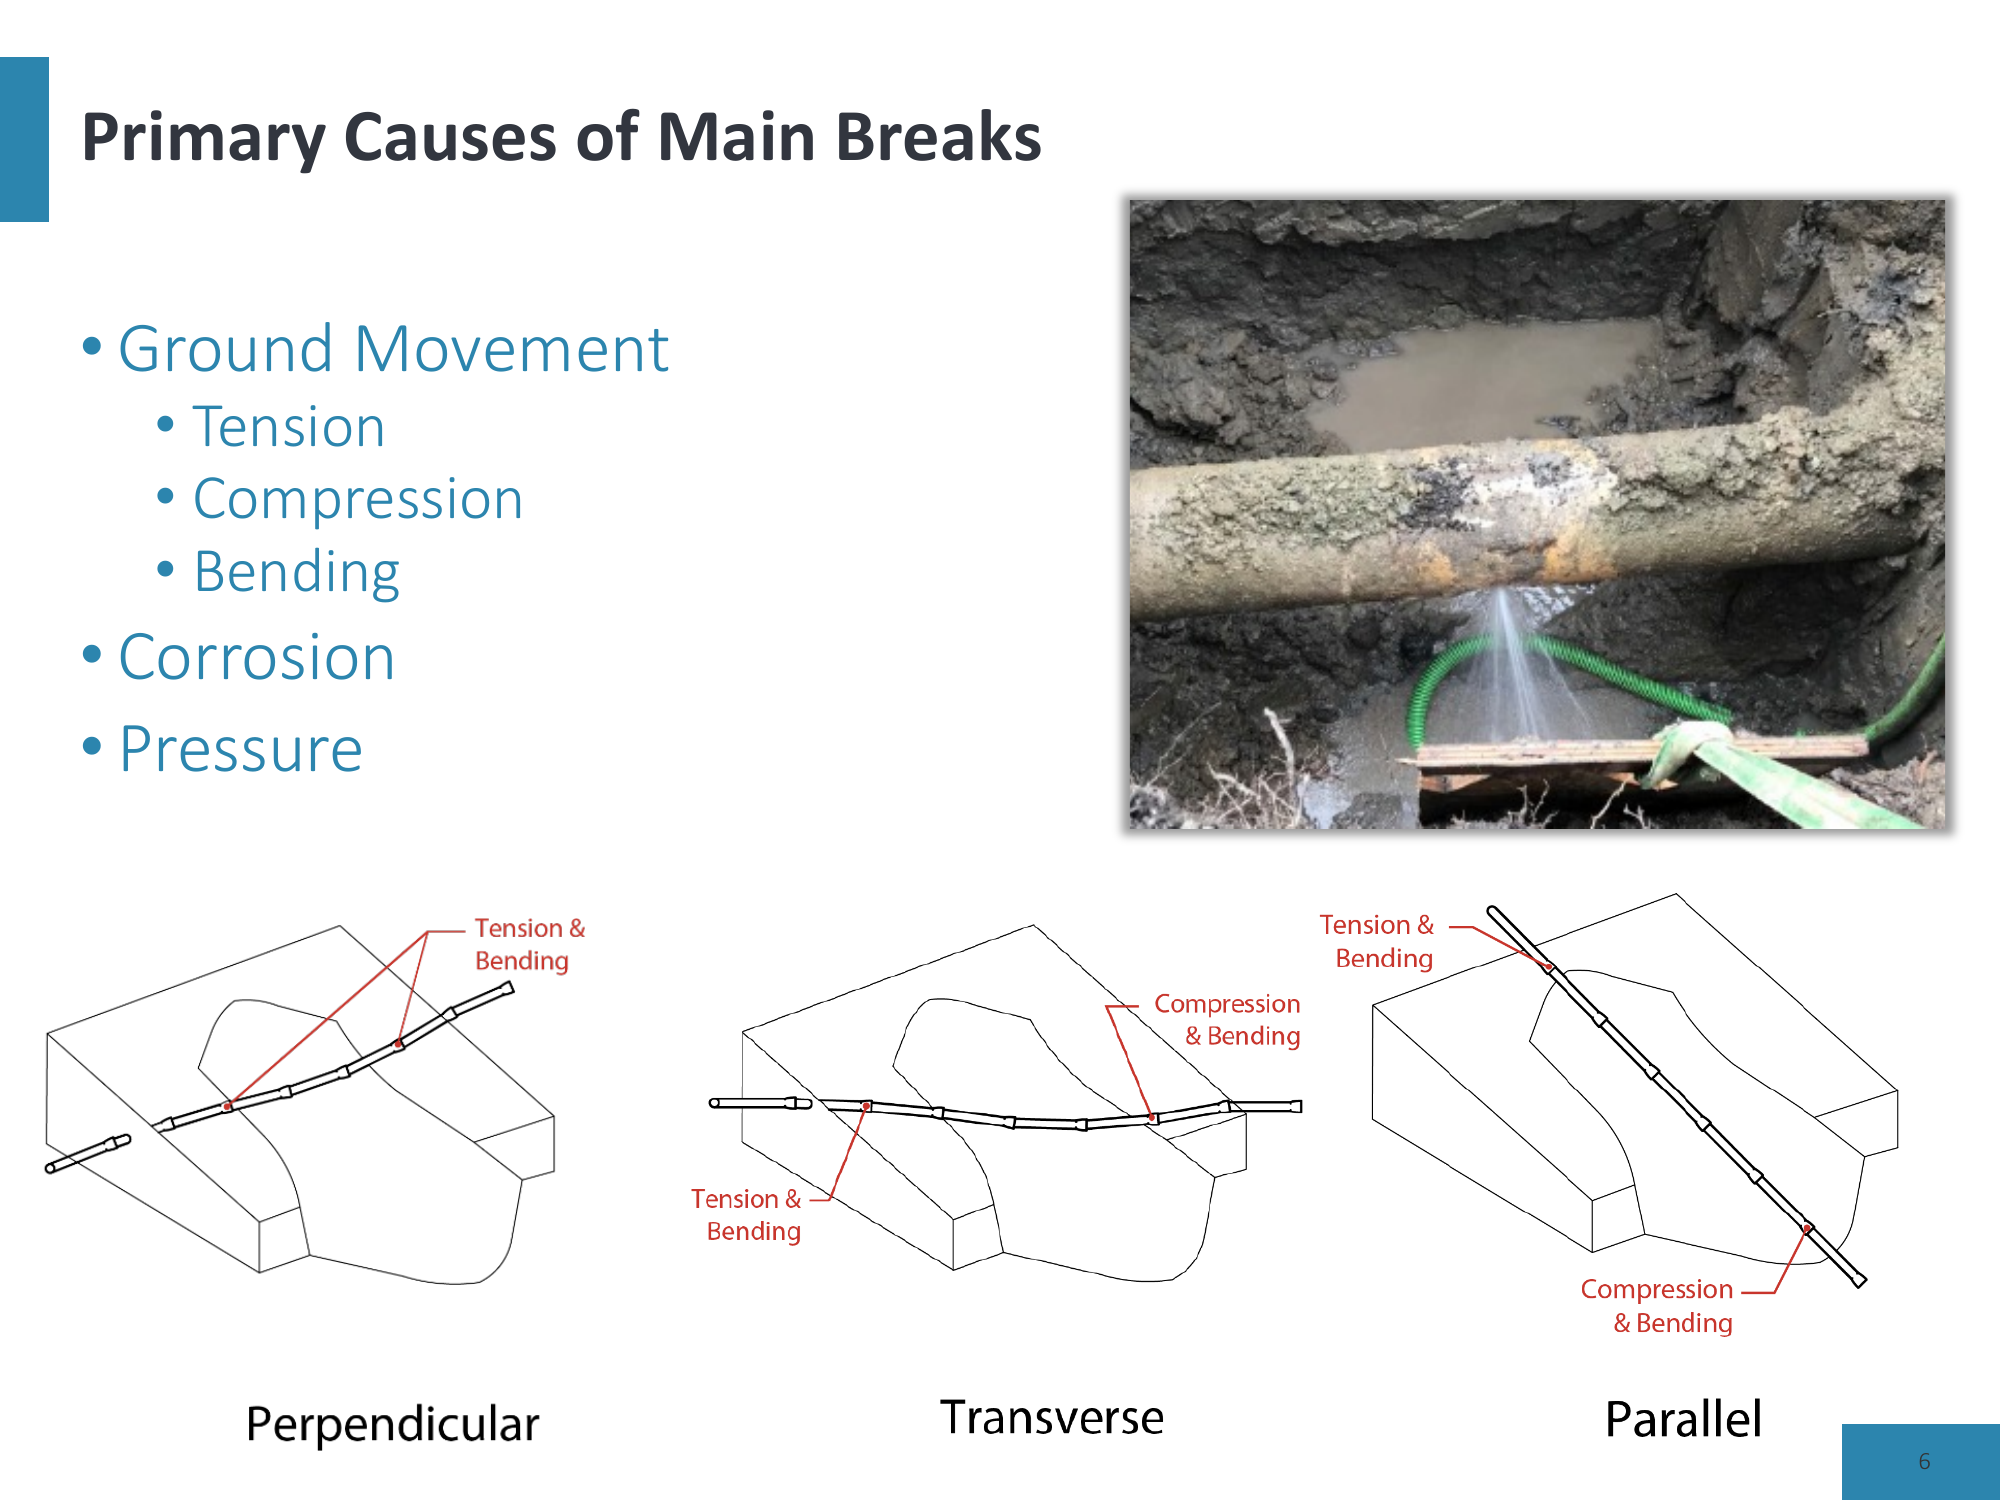 Primary Causes of Main Breaks
• Ground Movement
• Tension
• Compression
• Bending
• Corrosion
• Pressure
Tension &
Bending
Perpendicular
Compression
& Bending
Tension &
Bending
Transverse
Tension &
Bending
Compression
& Bending
Parallel
6